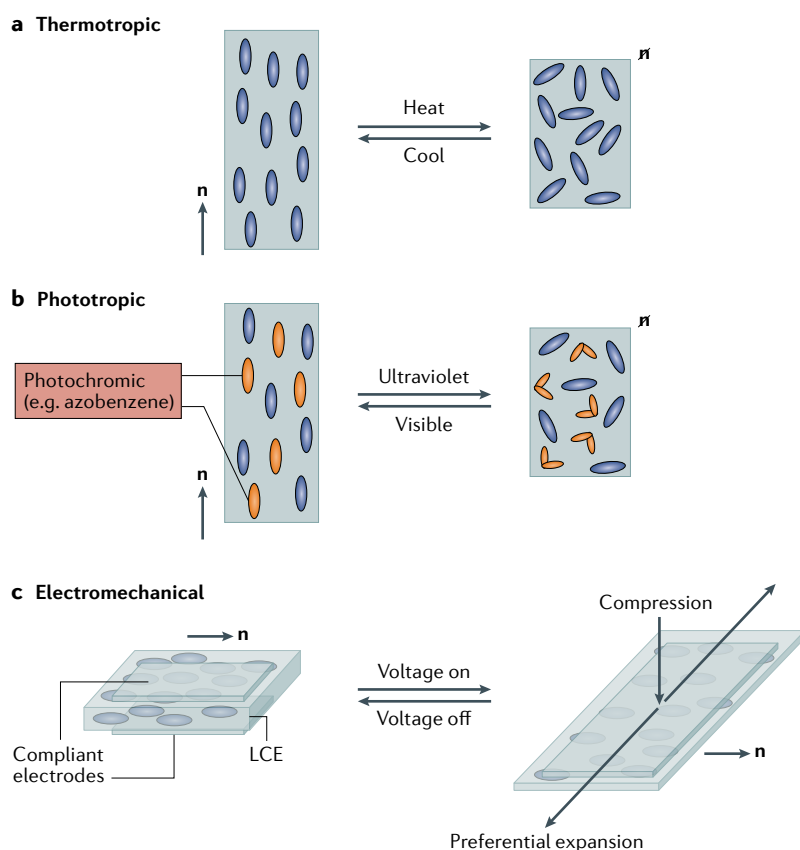 a Thermotropic
n
Heat
Cool
n̸
b Phototropic
Photochromic
(e.g. azobenzene)
n
Ultraviolet
Visible
n̸
c Electromechanical
n
Compliant
electrodes
LCE
Voltage on
Voltage off
Compression
n
Preferential expansion